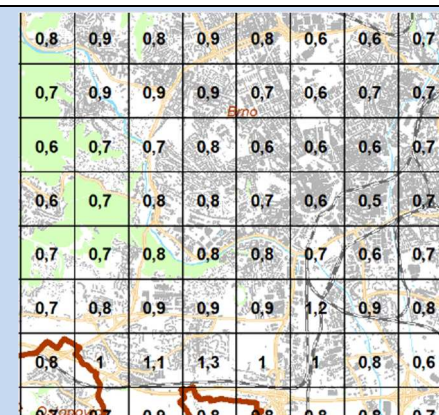 0,8 0,9 0,8 0,9 0,8 0,6 0,6 0,7
0,7 0,9 0,9 0,9 0,7 0,6 0,7 0,7
Brno
0,6 0,7 0,7 0,8 0,6 0,6 0,6 0,7
0,6 0,7 0,8 0,8 0,7 0,6 0,5 0,7
0,7 0,7 0,8 0,8 0,8 0,7 0,6 0,7
0,7 0,8 0,9 0,9 0,9 1,2 0,9 0,8
0,8 1 1,1 1,3 1 1 0,8 0,6